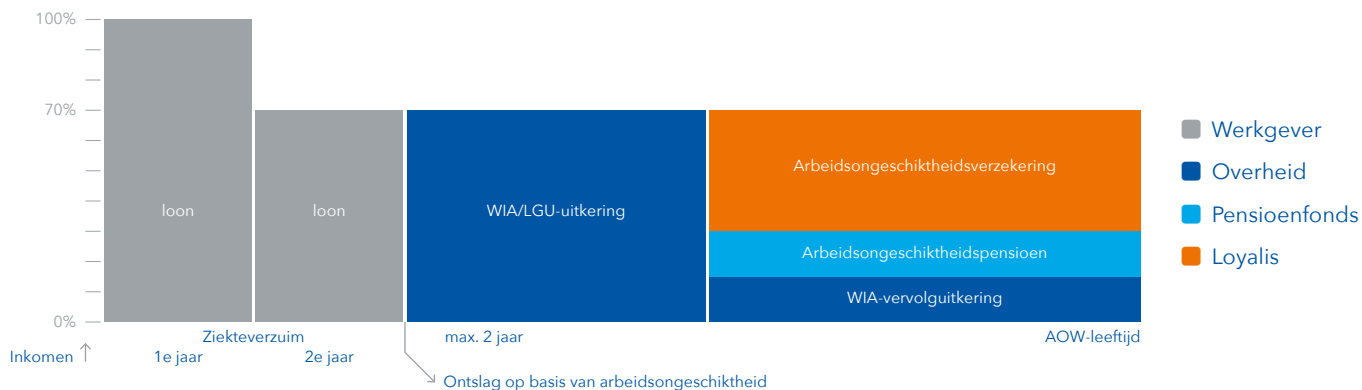 100%
70%
0%
loon
loon
WIA/LGU-uitkering
Arbeidsongeschiktheidsverzekering
Arbeidsongeschiktheidspensioen
WIA-vervolguitkering
Werkgever
Overheid
Pensioenfonds
Loyalis
Ziekteverzuim
max. 2 jaar
AOW-leeftijd
Inkomen
1e jaar
2e jaar
Ontslag op basis van arbeidsongeschiktheid